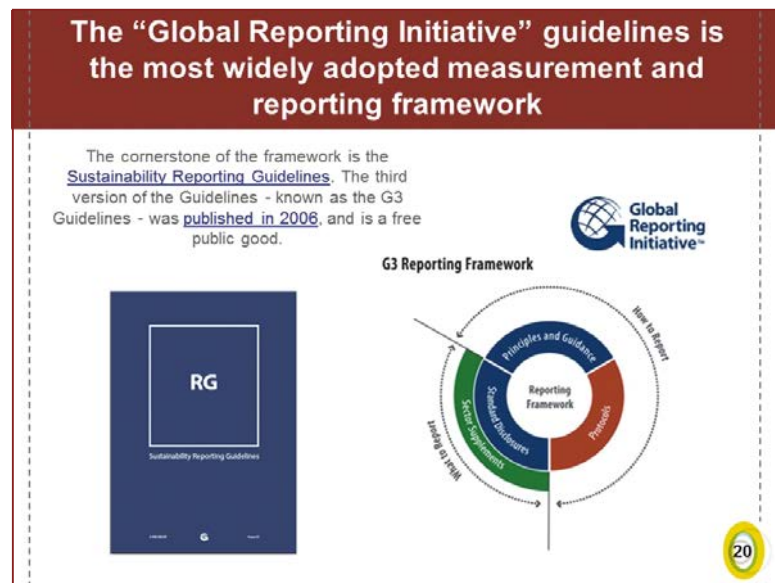 The “Global Reporting Initiative” guidelines is
the most widely adopted measurement and
reporting framework
The cornerstone of the framework is the
Sustainability Reporting Guidelines. The third
version of the Guidelines - known as the G3
Guidelines - was published in 2006, and is a free
public good.
Global
Reporting
Initiative™
G3 Reporting Framework
RG
Sustainability Reporting Guidelines
G
How to Report
Principles and Guidance
Reporting
Framework
Protocols
Standard Disclosures
Sector Supplements
What to Report
20